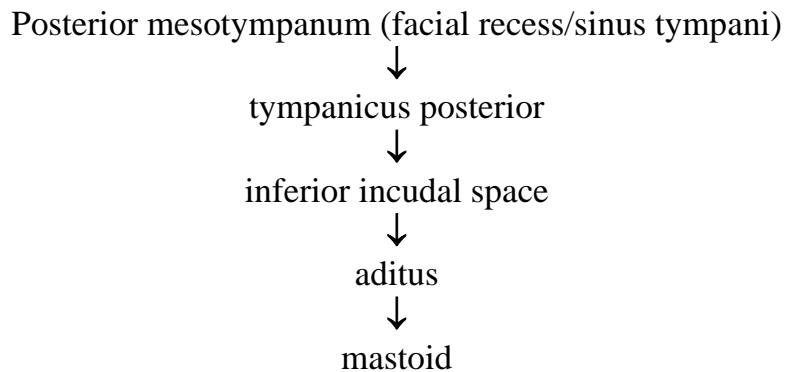 Posterior mesotympanum (facial recess/sinus tympani)
↓
tympanicus posterior
↓
inferior incudal space
↓
aditus
↓
mastoid